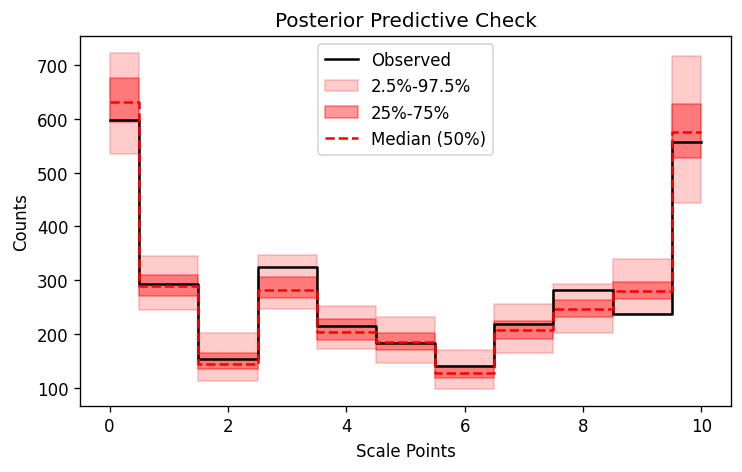 Posterior Predictive Check
Observed
2.5%-97.5%
25%-75%
Median (50%)
Counts
700
600
500
400
300
200
100
0 2 4 6 8 10
Scale Points